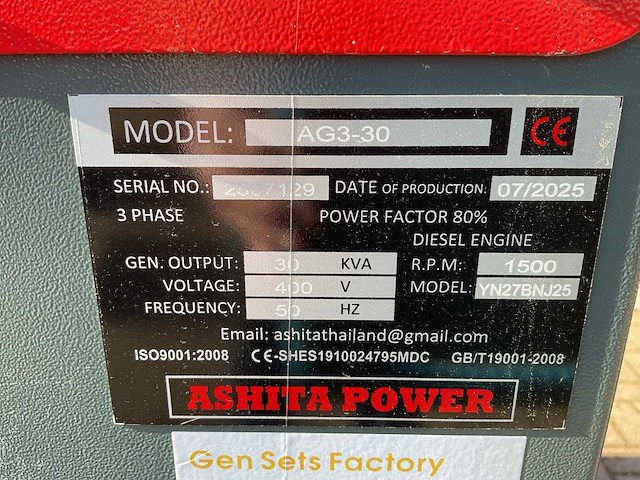 MODEL: AG3-30 CE
SERIAL NO.: 2507129 DATE OF PRODUCTION: 07/2025
3 PHASE POWER FACTOR 80%
DIESEL ENGINE
GEN. OUTPUT: 30 KVA R.P.M.: 1500
VOLTAGE: 400 V MODEL: YN27BNJ25
FREQUENCY: 50 HZ
Email: ashitathailand@gmail.com
ISO9001:2008 CE-SHES1910024795MDC GB/T19001-2008
ASHITA POWER
Gen Sets Factory